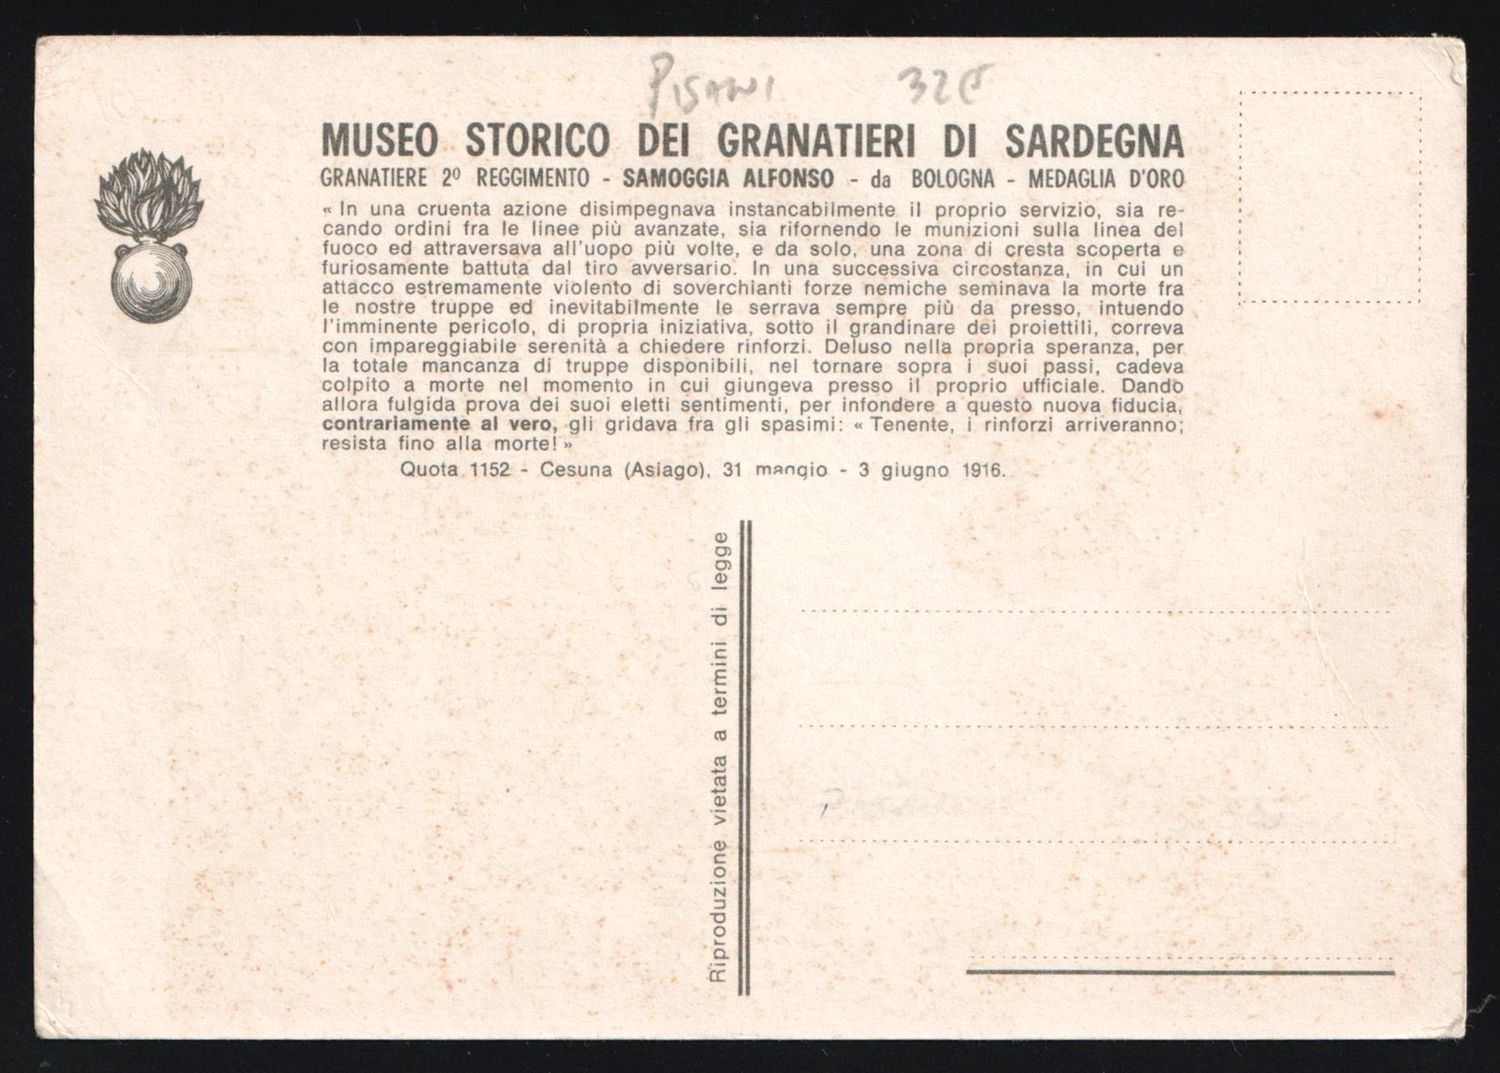 PISANI 32E
MUSEO STORICO DEI GRANATIERI DI SARDEGNA
GRANATIERE 2º REGGIMENTO - SAMOGGIA ALFONSO - da BOLOGNA - MEDAGLIA D'ORO
« In una cruenta azione disimpegnava instancabilmente il proprio servizio, sia re-
cando ordini fra le linee più avanzate, sia rifornendo le munizioni sulla linea del
fuoco ed attraversava all'uopo più volte, e da solo, una zona di cresta scoperta e
furiosamente battuta dal tiro avversario. In una successiva circostanza, in cui un
attacco estremamente violento di soverchianti forze nemiche seminava la morte fra
le nostre truppe ed inevitabilmente le serrava sempre più da presso, intuendo
l'imminente pericolo, di propria iniziativa, sotto il grandinare dei proiettili, correva
con impareggiabile serenità a chiedere rinforzi. Deluso nella propria speranza, per
la totale mancanza di truppe disponibili, nel tornare sopra i suoi passi, cadeva
colpito a morte nel momento in cui giungeva presso il proprio ufficiale. Dando
allora fulgida prova dei suoi eletti sentimenti, per infondere a questo nuova fiducia,
contrariamente al vero, gli gridava fra gli spasimi: « Tenente, i rinforzi arriveranno;
resista fino alla morte! »
Quota 1152 - Cesuna (Asiago), 31 maggio - 3 giugno 1916.
Riproduzione vietata a termini di legge